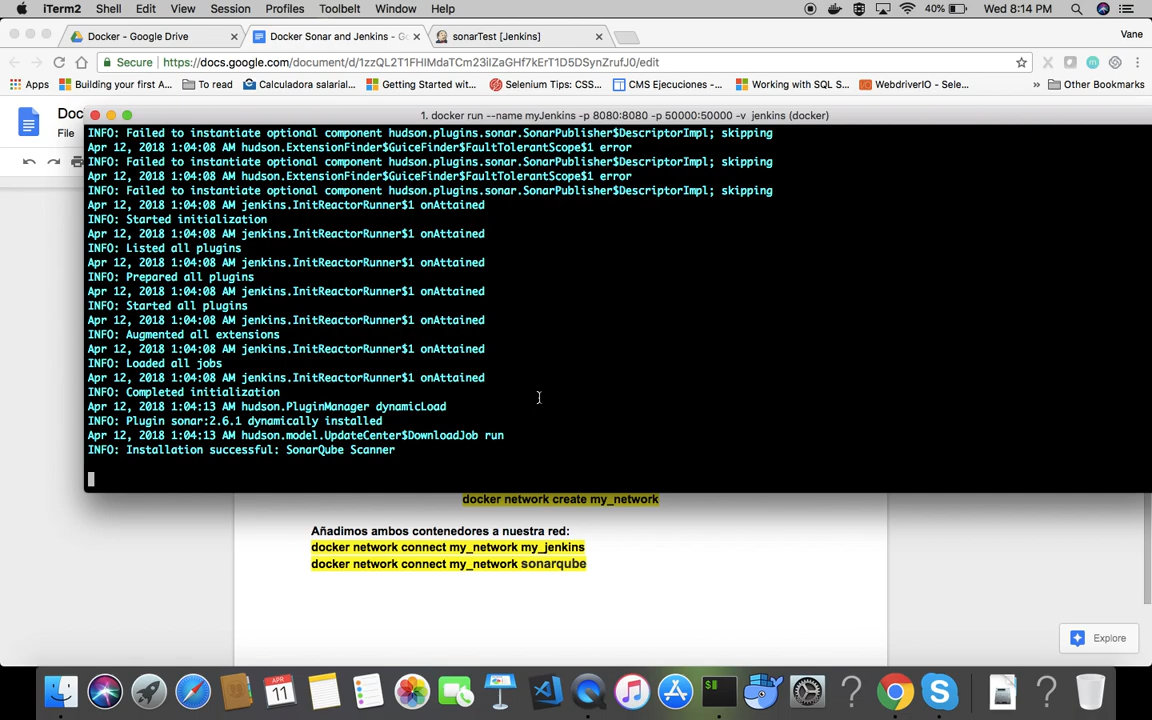 iTerm2 Shell Edit View Session Profiles Toolbelt Window Help 40% Wed 8:14 PM
Docker - Google Drive
Docker Sonar and Jenkins - Go
sonarTest [Jenkins]
Vane
Secure https://docs.google.com/document/d/1zzQL2T1FHIMdaTCm23ilZaGHf7kErT1D5DSynZrufJ0/edit
Apps Building your first A... To read Calculadora salarial... Getting Started wit... Selenium Tips: CSS... CMS Ejecuciones -... Working with SQL S... WebdriverIO - Sele... » Other Bookmarks
Doc
File
1. docker run --name myJenkins -p 8080:8080 -p 50000:50000 -v jenkins (docker)
INFO: Failed to instantiate optional component hudson.plugins.sonar.SonarPublisher$DescriptorImpl; skipping
Apr 12, 2018 1:04:08 AM hudson.ExtensionFinder$GuiceFinder$FaultTolerantScope$1 error
INFO: Failed to instantiate optional component hudson.plugins.sonar.SonarPublisher$DescriptorImpl; skipping
Apr 12, 2018 1:04:08 AM hudson.ExtensionFinder$GuiceFinder$FaultTolerantScope$1 error
INFO: Failed to instantiate optional component hudson.plugins.sonar.SonarPublisher$DescriptorImpl; skipping
Apr 12, 2018 1:04:08 AM jenkins.InitReactorRunner$1 onAttained
INFO: Started initialization
Apr 12, 2018 1:04:08 AM jenkins.InitReactorRunner$1 onAttained
INFO: Listed all plugins
Apr 12, 2018 1:04:08 AM jenkins.InitReactorRunner$1 onAttained
INFO: Prepared all plugins
Apr 12, 2018 1:04:08 AM jenkins.InitReactorRunner$1 onAttained
INFO: Started all plugins
Apr 12, 2018 1:04:08 AM jenkins.InitReactorRunner$1 onAttained
INFO: Augmented all extensions
Apr 12, 2018 1:04:08 AM jenkins.InitReactorRunner$1 onAttained
INFO: Loaded all jobs
Apr 12, 2018 1:04:08 AM jenkins.InitReactorRunner$1 onAttained
INFO: Completed initialization
Apr 12, 2018 1:04:13 AM hudson.PluginManager dynamicLoad
INFO: Plugin sonar:2.6.1 dynamically installed
Apr 12, 2018 1:04:13 AM hudson.model.UpdateCenter$DownloadJob run
INFO: Installation successful: SonarQube Scanner
docker network create my_network
Añadimos ambos contenedores a nuestra red:
docker network connect my_network my_jenkins
docker network connect my_network sonarqube
Explore
APR
11